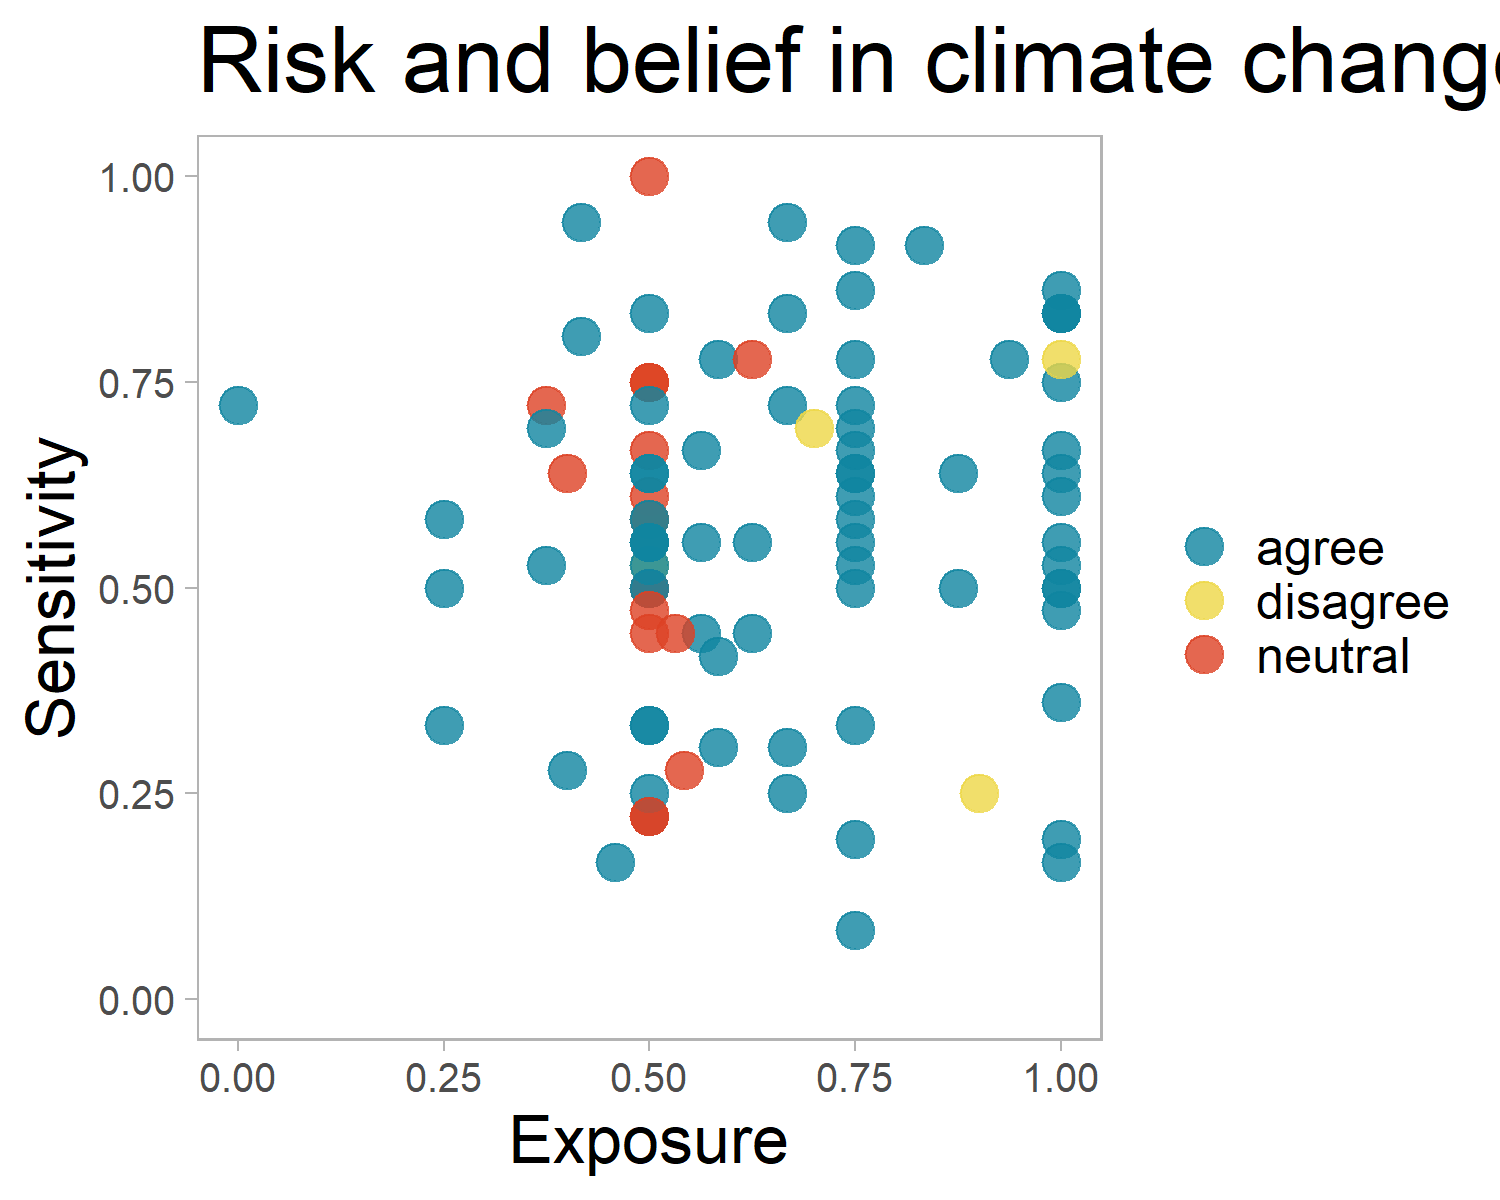 Risk and belief in climate chang
Sensitivity
1.00
0.75
0.50
0.25
0.00
0.00 0.25 0.50 0.75 1.00
Exposure
agree
disagree
neutral